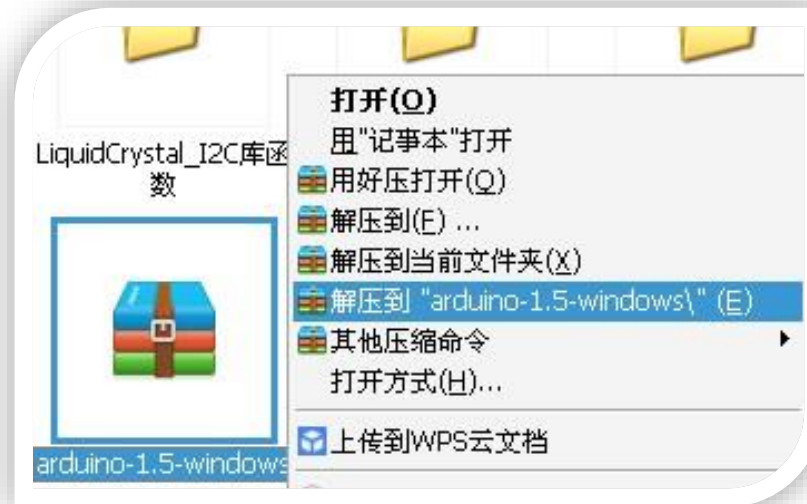 LiquidCrystal_I2C库函
数
arduino-1.5-windows
打开(O)
用"记事本"打开
用好压打开(Q)
解压到(F) ...
解压到当前文件夹(X)
解压到 "arduino-1.5-windows\" (E)
其他压缩命令
打开方式(H)...
上传到WPS云文档